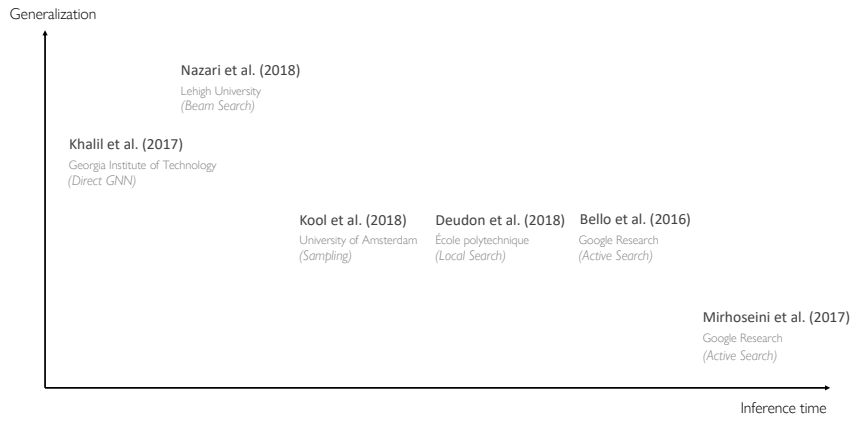 Generalization
Nazari et al. (2018)
Lehigh University
(Beam Search)
Khalil et al. (2017)
Georgia Institute of Technology
(Direct GNN)
Kool et al. (2018)
University of Amsterdam
(Sampling)
Deudon et al. (2018)
École polytechnique
(Local Search)
Bello et al. (2016)
Google Research
(Active Search)
Mirhoseini et al. (2017)
Google Research
(Active Search)
Inference time